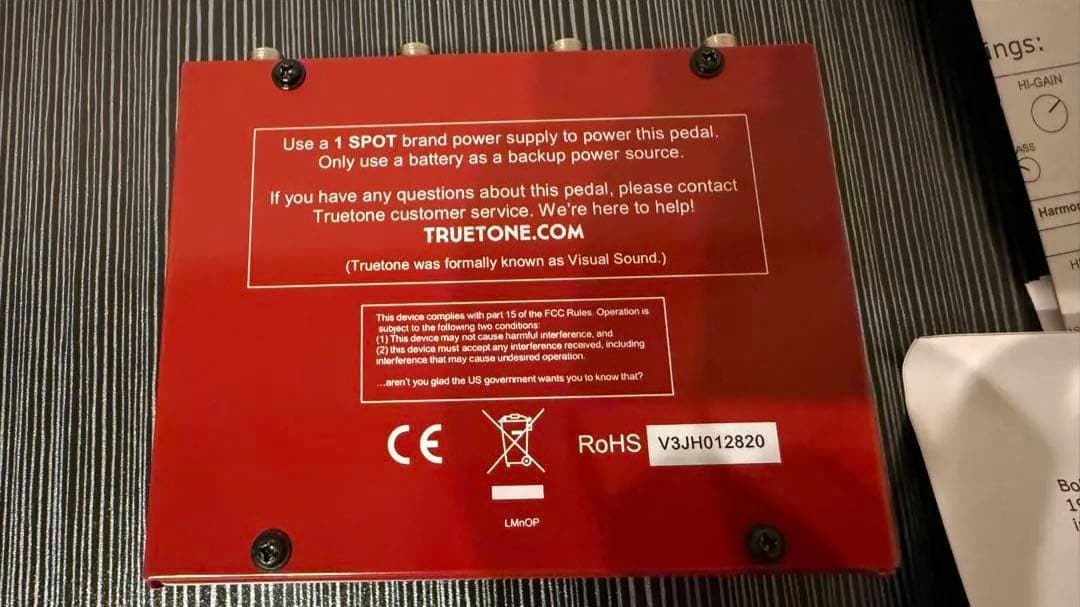 Use a 1 SPOT brand power supply to power this pedal.
Only use a battery as a backup power source.
If you have any questions about this pedal, please contact
Truetone customer service. We're here to help!
TRUETONE.COM
(Truetone was formally known as Visual Sound.)
This device complies with part 15 of the FCC Rules. Operation is
subject to the following two conditions:
(1) This device may not cause harmful interference, and
(2) this device must accept any interference received, including
interference that may cause undesired operation.
...aren't you glad the US government wants you to know that?
CE
RoHS V3JH012820
LMnOP
ings:
HI-GAIN
ASS
Harmo
H
Bo